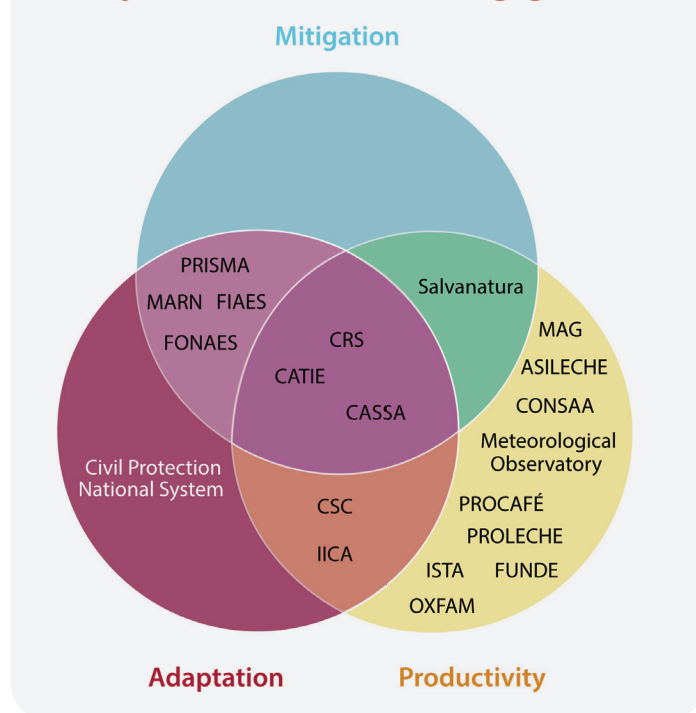 Mitigation
PRISMA
MARN FIAES
FONAES
Salvanatura
CRS
CATIE
CASSA
MAG
ASILECHE
CONSAA
Meteorological
Observatory
PROCAFÉ
PROLECHE
ISTA FUNDE
OXFAM
Civil Protection
National System
CSC
IICA
Adaptation
Productivity